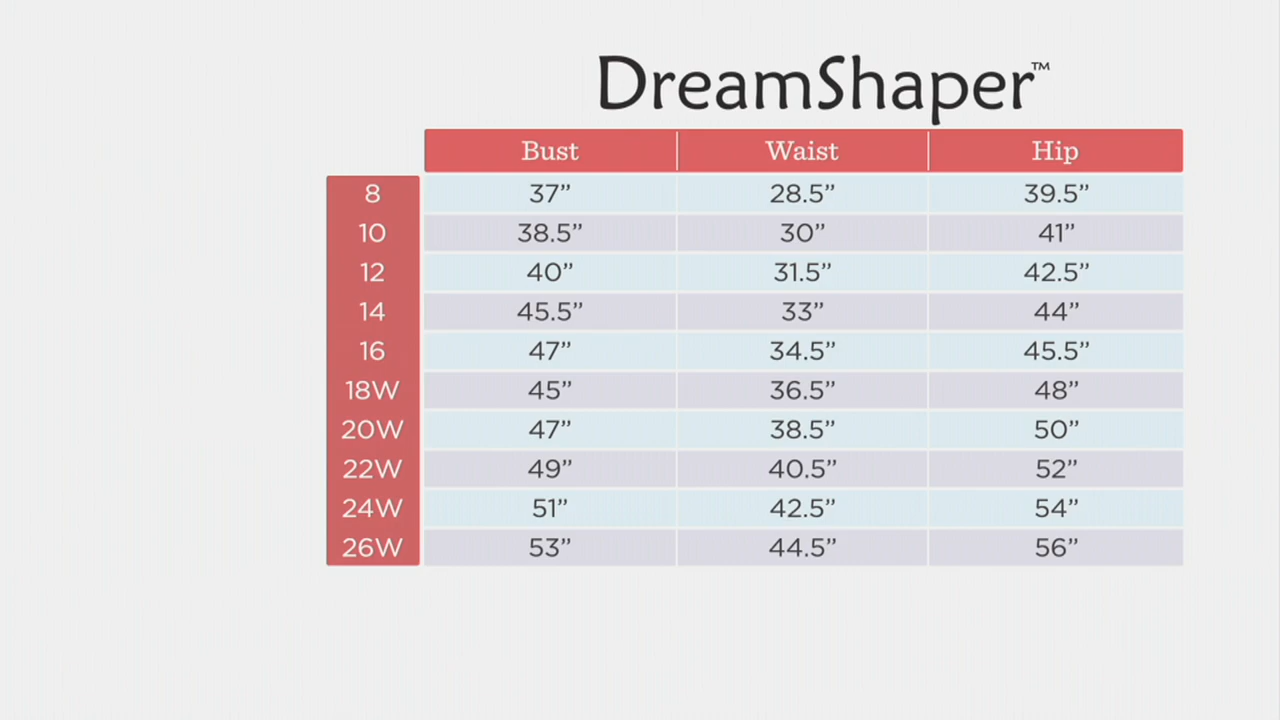 DreamShaper™
Bust Waist Hip
8 37” 28.5” 39.5”
10 38.5” 30” 41”
12 40” 31.5” 42.5”
14 45.5” 33” 44”
16 47” 34.5” 45.5”
18W 45” 36.5” 48”
20W 47” 38.5” 50”
22W 49” 40.5” 52”
24W 51” 42.5” 54”
26W 53” 44.5” 56”